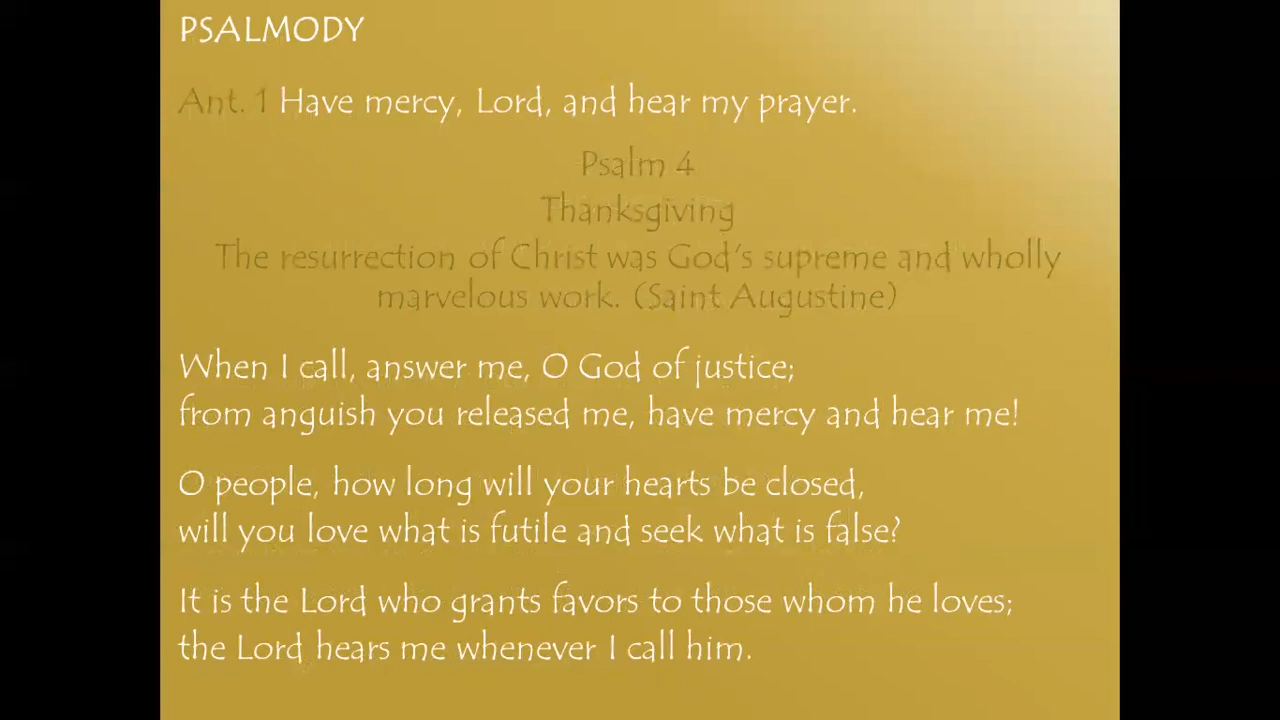 PSALMODY
Ant. 1 Have mercy, Lord, and hear my prayer.
Psalm 4
Thanksgiving
The resurrection of Christ was God's supreme and wholly
marvelous work. (Saint Augustine)
When I call, answer me, O God of justice;
from anguish you released me, have mercy and hear me!
O people, how long will your hearts be closed,
will you love what is futile and seek what is false?
It is the Lord who grants favors to those whom he loves;
the Lord hears me whenever I call him.